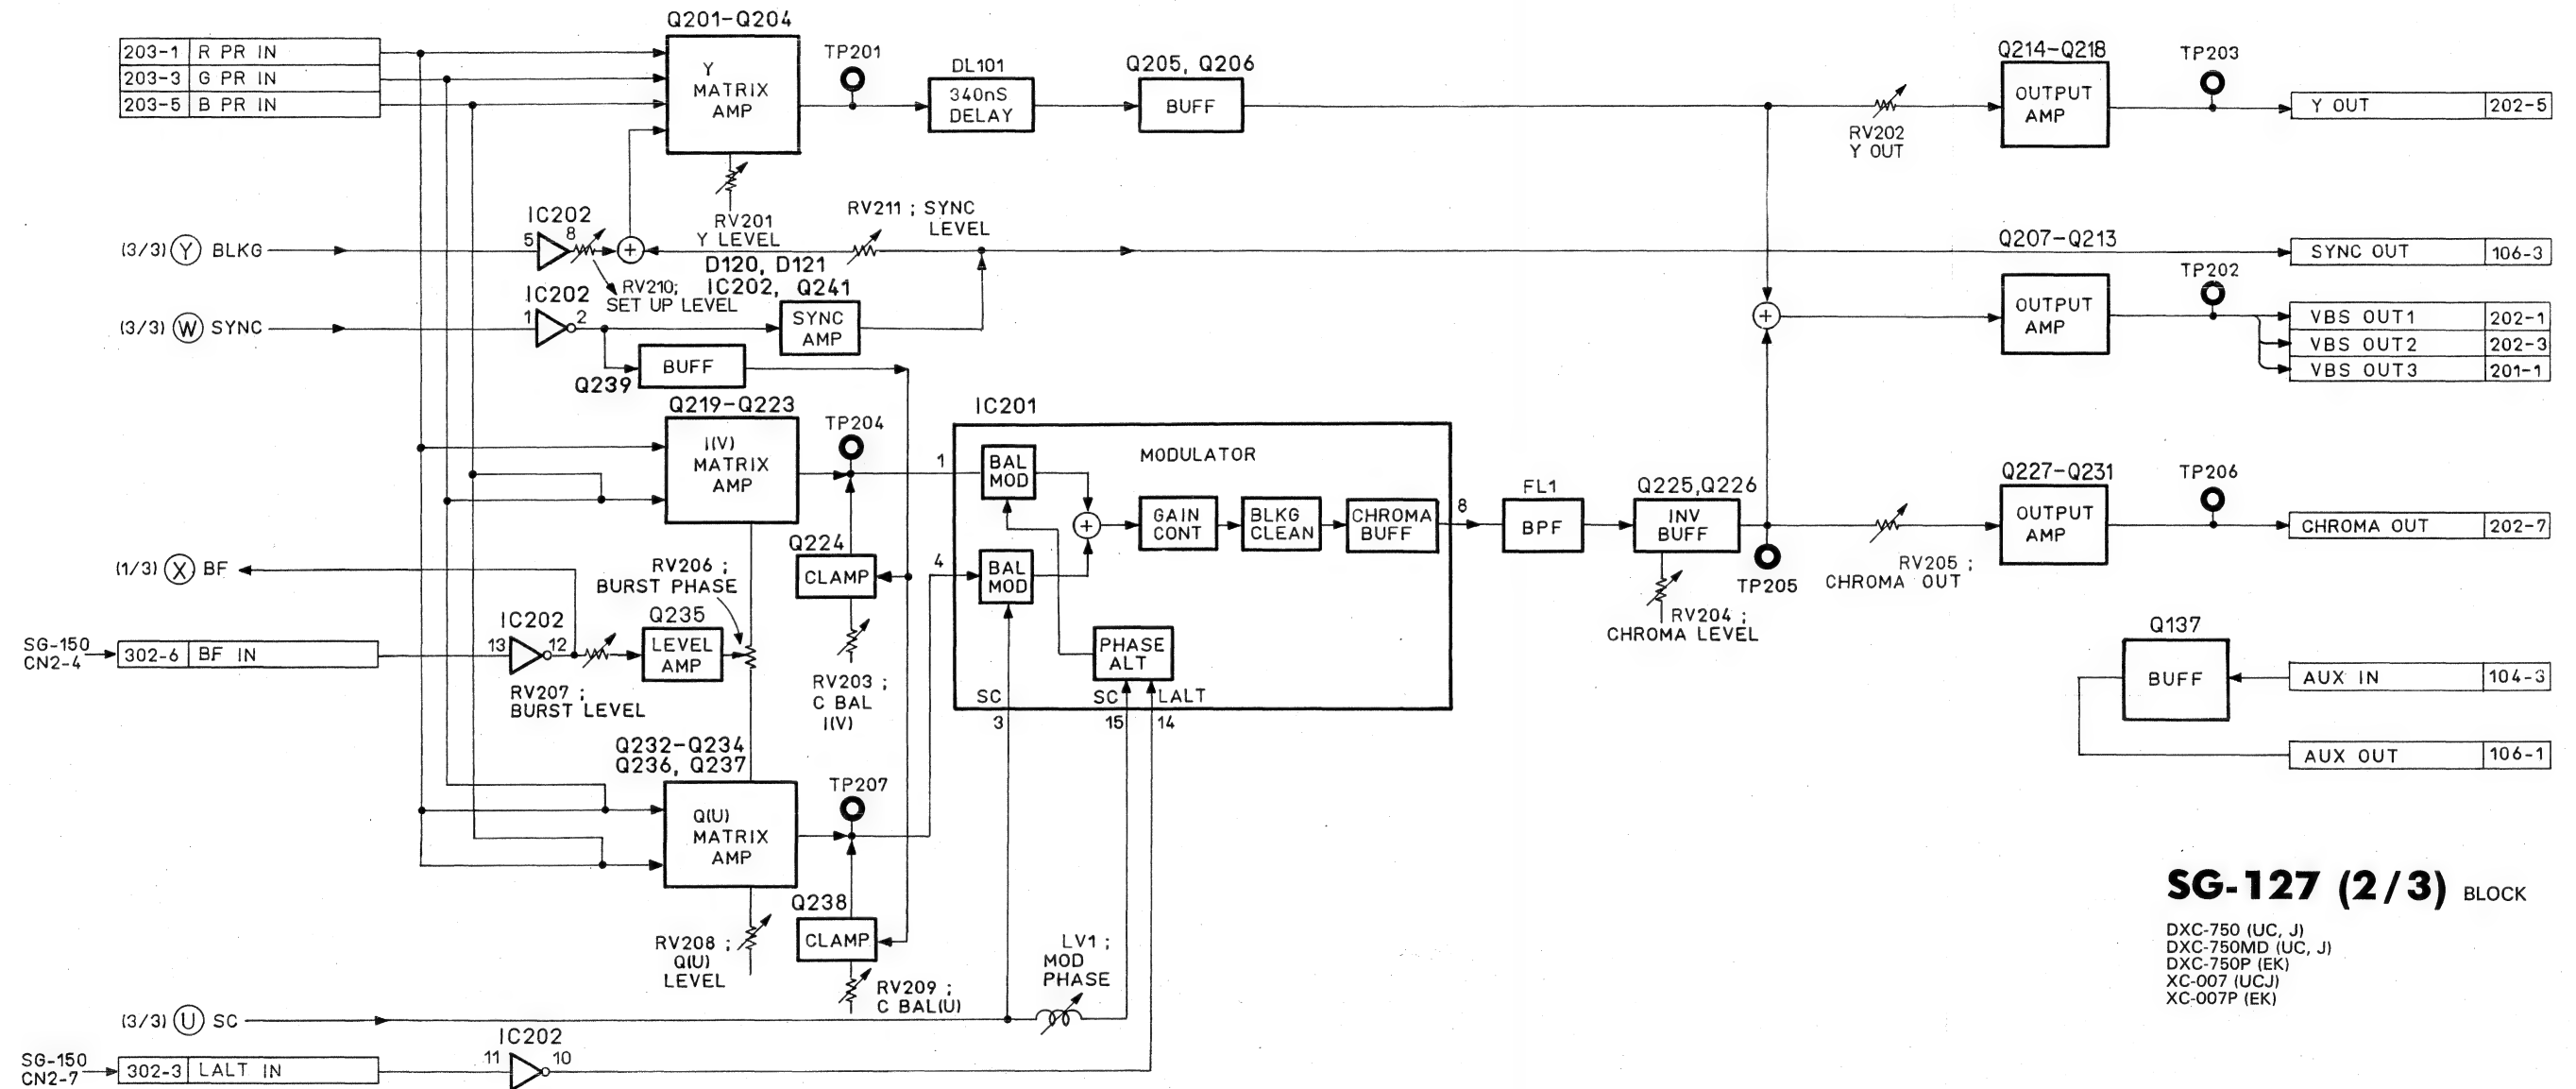 Q201-Q204
203-1 R PR IN
203-3 G PR IN
203-5 B PR IN
Y
MATRIX
AMP
TP201
DL101
340nS
DELAY
Q205, Q206
BUFF
Q214-Q218
OUTPUT
AMP
TP203
Y OUT 202-5
RV202
Y OUT
RV201
Y LEVEL
RV211 ; SYNC
LEVEL
(3/3) Y BLKG
IC202
5
8
+
RV210;
SET UP LEVEL
D120, D121
IC202, Q241
SYNC
AMP
(3/3) W SYNC
IC202
1
2
Q239
BUFF
Q207-Q213
SYNC OUT 106-3
TP202
+
OUTPUT
AMP
VBS OUT1 202-1
VBS OUT2 202-3
VBS OUT3 201-1
Q219-Q223
I(V)
MATRIX
AMP
TP204
IC201
MODULATOR
1
BAL
MOD
4
BAL
MOD
+
GAIN
CONT
BLKG
CLEAN
CHROMA
BUFF
8
FL1
BPF
Q225,Q226
INV
BUFF
TP205
RV204 ;
CHROMA LEVEL
RV205 ;
CHROMA OUT
Q227-Q231
OUTPUT
AMP
TP206
CHROMA OUT 202-7
Q224
CLAMP
(1/3) X BF
RV206 ;
BURST PHASE
SG-150
CN2-4
302-6 BF IN
IC202
13
12
Q235
LEVEL
AMP
RV207 ;
BURST LEVEL
RV203 ;
C BAL
I(V)
PHASE
ALT
SC
SC
LALT
3
15
14
Q137
BUFF
AUX IN 104-3
AUX OUT 106-1
Q232-Q234
Q236, Q237
Q(U)
MATRIX
AMP
TP207
Q238
CLAMP
RV208 ;
Q(U)
LEVEL
RV209 ;
C BAL(U)
LV1 ;
MOD
PHASE
(3/3) U SC
SG-150
CN2-7
302-3 LALT IN
IC202
11
10
SG-127 (2/3) BLOCK
DXC-750 (UC, J)
DXC-750MD (UC, J)
DXC-750P (EK)
XC-007 (UCJ)
XC-007P (EK)